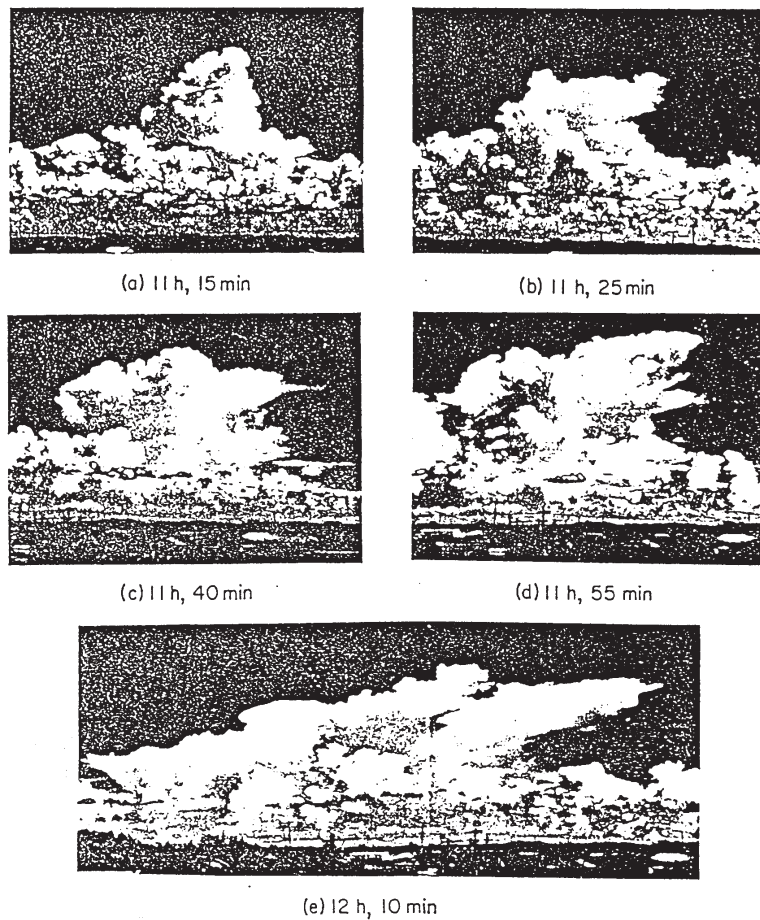 (a) 11 h, 15 min
(b) 11 h, 25 min
(c) 11 h, 40 min
(d) 11 h, 55 min
(e) 12 h, 10 min